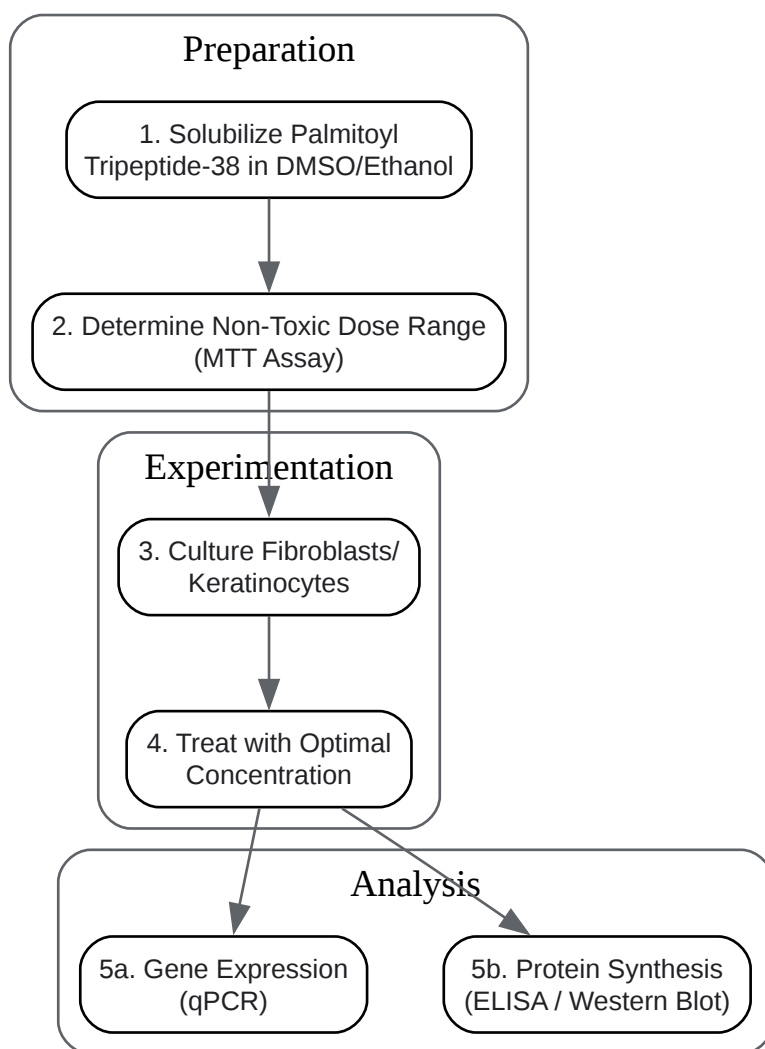 Preparation
1. Solubilize Palmitoyl
Tripeptide-38 in DMSO/Ethanol
2. Determine Non-Toxic Dose Range
(MTT Assay)
Experimentation
3. Culture Fibroblasts/
Keratinocytes
4. Treat with Optimal
Concentration
Analysis
5a. Gene Expression
(qPCR)
5b. Protein Synthesis
(ELISA / Western Blot)